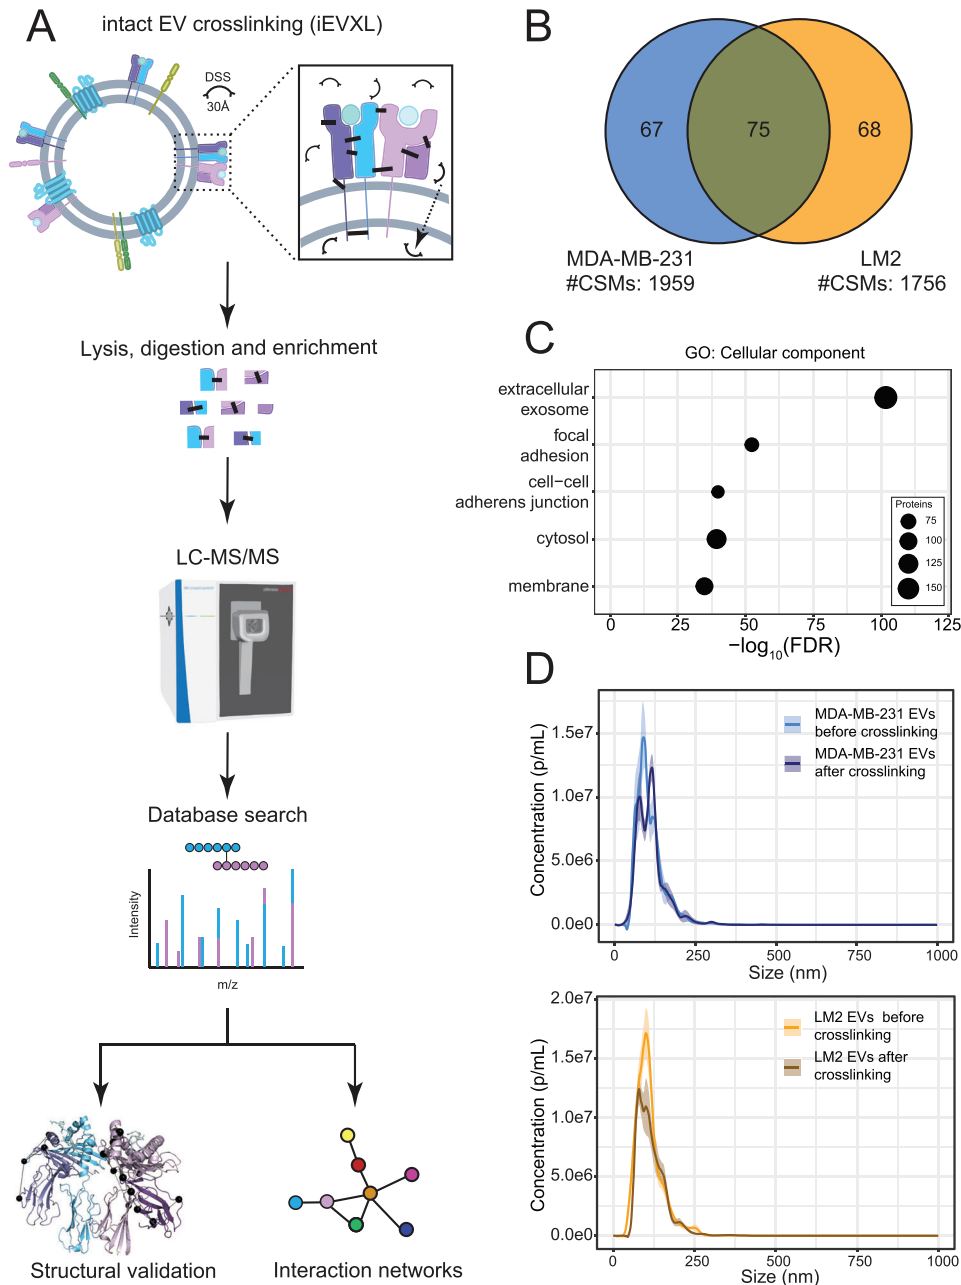 A
intact EV crosslinking (iEVXL)
DSS
30Å
Lysis, digestion and enrichment
LC-MS/MS
Database search
Intensity
m/z
Structural validation
Interaction networks
B
67
75
68
MDA-MB-231
#CSMs: 1959
LM2
#CSMs: 1756
C
GO: Cellular component
extracellular
exosome
focal
adhesion
cell−cell
adherens junction
cytosol
membrane
Proteins
75
100
125
150
0
25
50
75
100
125
−log10(FDR)
D
Concentration (p/mL)
1.5e7
1.0e7
5.0e6
0.0e0
MDA-MB-231 EVs
before crosslinking
MDA-MB-231 EVs
after crosslinking
0
250
500
750
1000
Size (nm)
Concentration (p/mL)
2.0e7
1.5e7
1.0e7
5.0e6
0.0e0
LM2 EVs before
crosslinking
LM2 EVs after
crosslinking
0
250
500
750
1000
Size (nm)